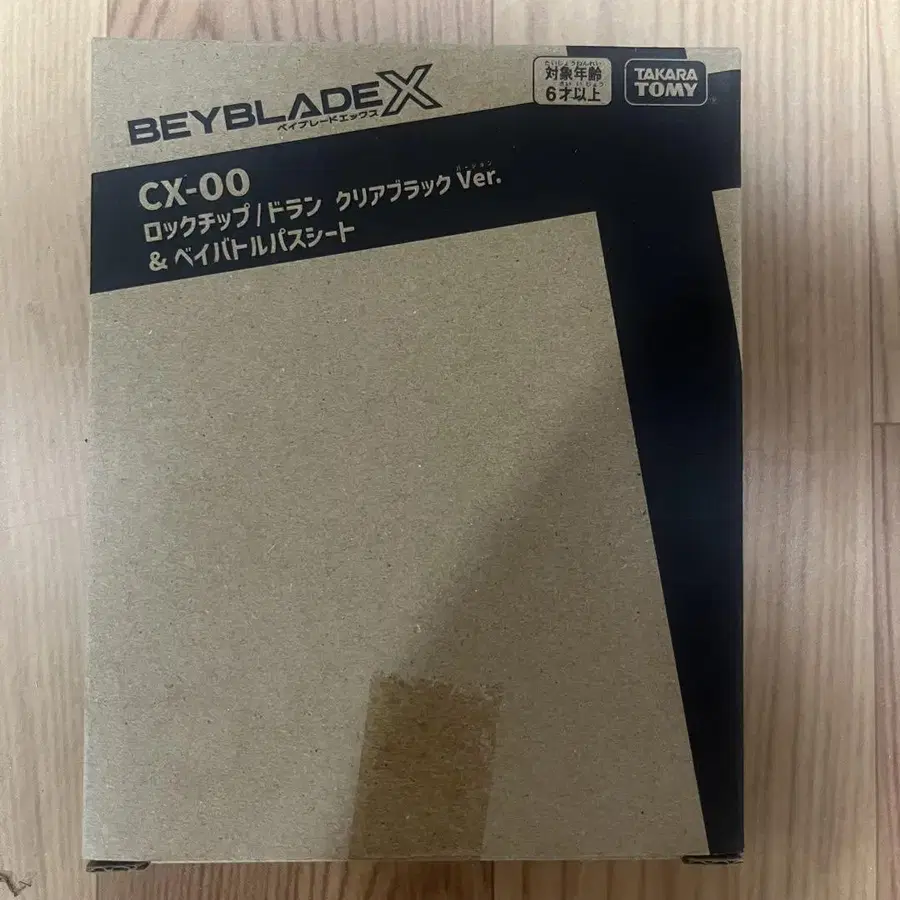 BEYBLADE X
ベイブレードエックス
たいしょうねんれい
対象年齢
6才以上
TAKARA
TOMY
CX-00
バージョン
ロックチップ/ドラン クリアブラック Ver.
& ベイバトルパスシート